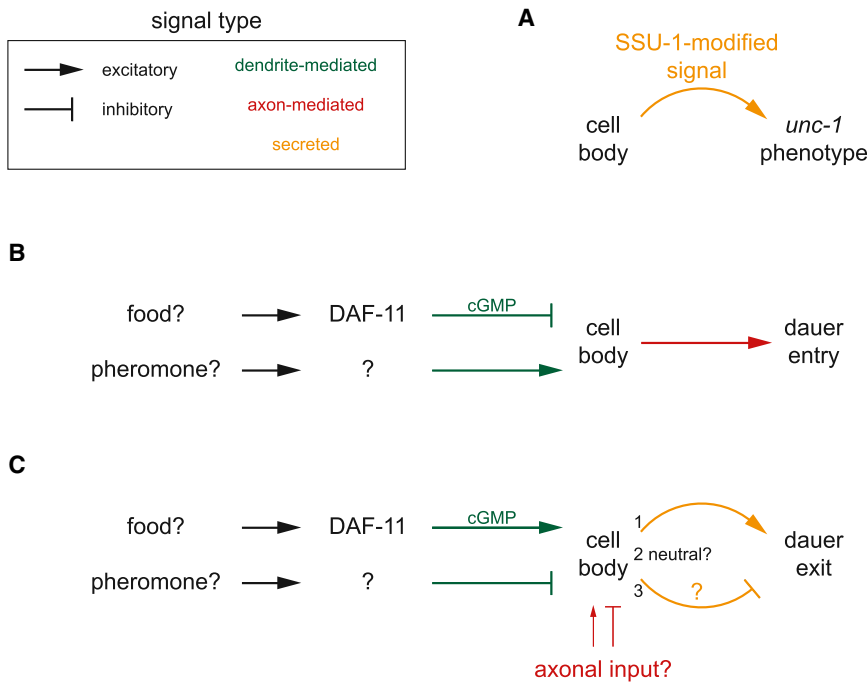 signal type
excitatory
dendrite-mediated
inhibitory
axon-mediated
secreted
A
SSU-1-modified
signal
cell
body
unc-1
phenotype
B
food?
DAF-11
cGMP
pheromone?
?
cell
body
dauer
entry
C
food?
DAF-11
cGMP
pheromone?
?
cell
body
1
2 neutral?
3
?
dauer
exit
axonal input?